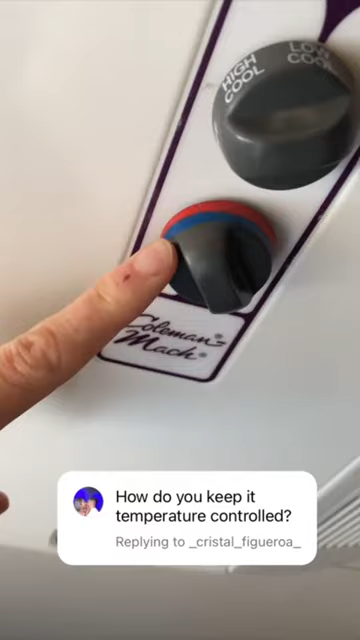 HIGH
COOL
LOW
COOL
Coleman®
Mach®
How do you keep it
temperature controlled?
Replying to _cristal_figueroa_